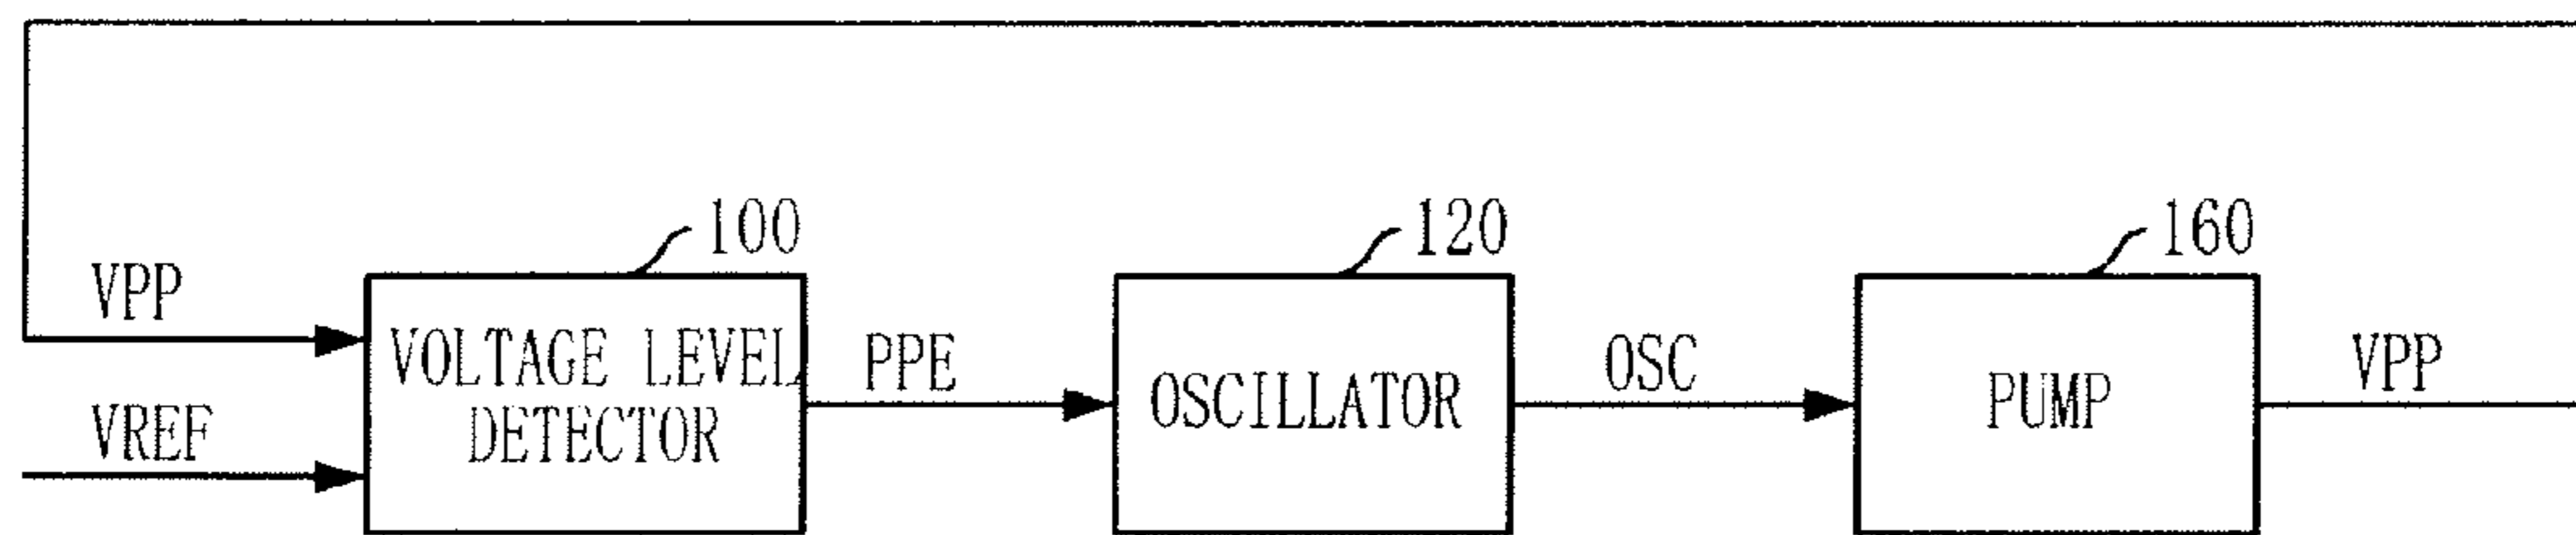 100
120
160
VPP
VREF
VOLTAGE LEVEL
DETECTOR
PPE
OSCILLATOR
OSC
PUMP
VPP